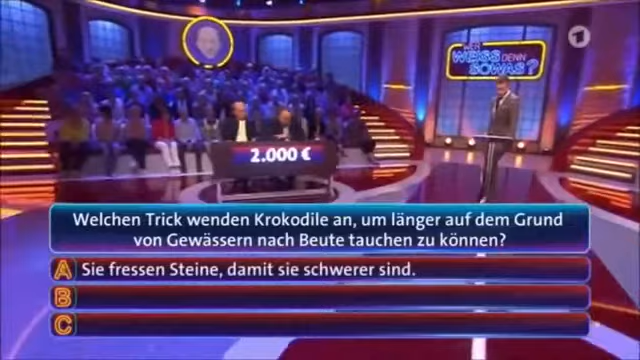 WER
WEISS DENN
SOWAS?
1
2.000 €
Welchen Trick wenden Krokodile an, um länger auf dem Grund
von Gewässern nach Beute tauchen zu können?
A Sie fressen Steine, damit sie schwerer sind.
B
C